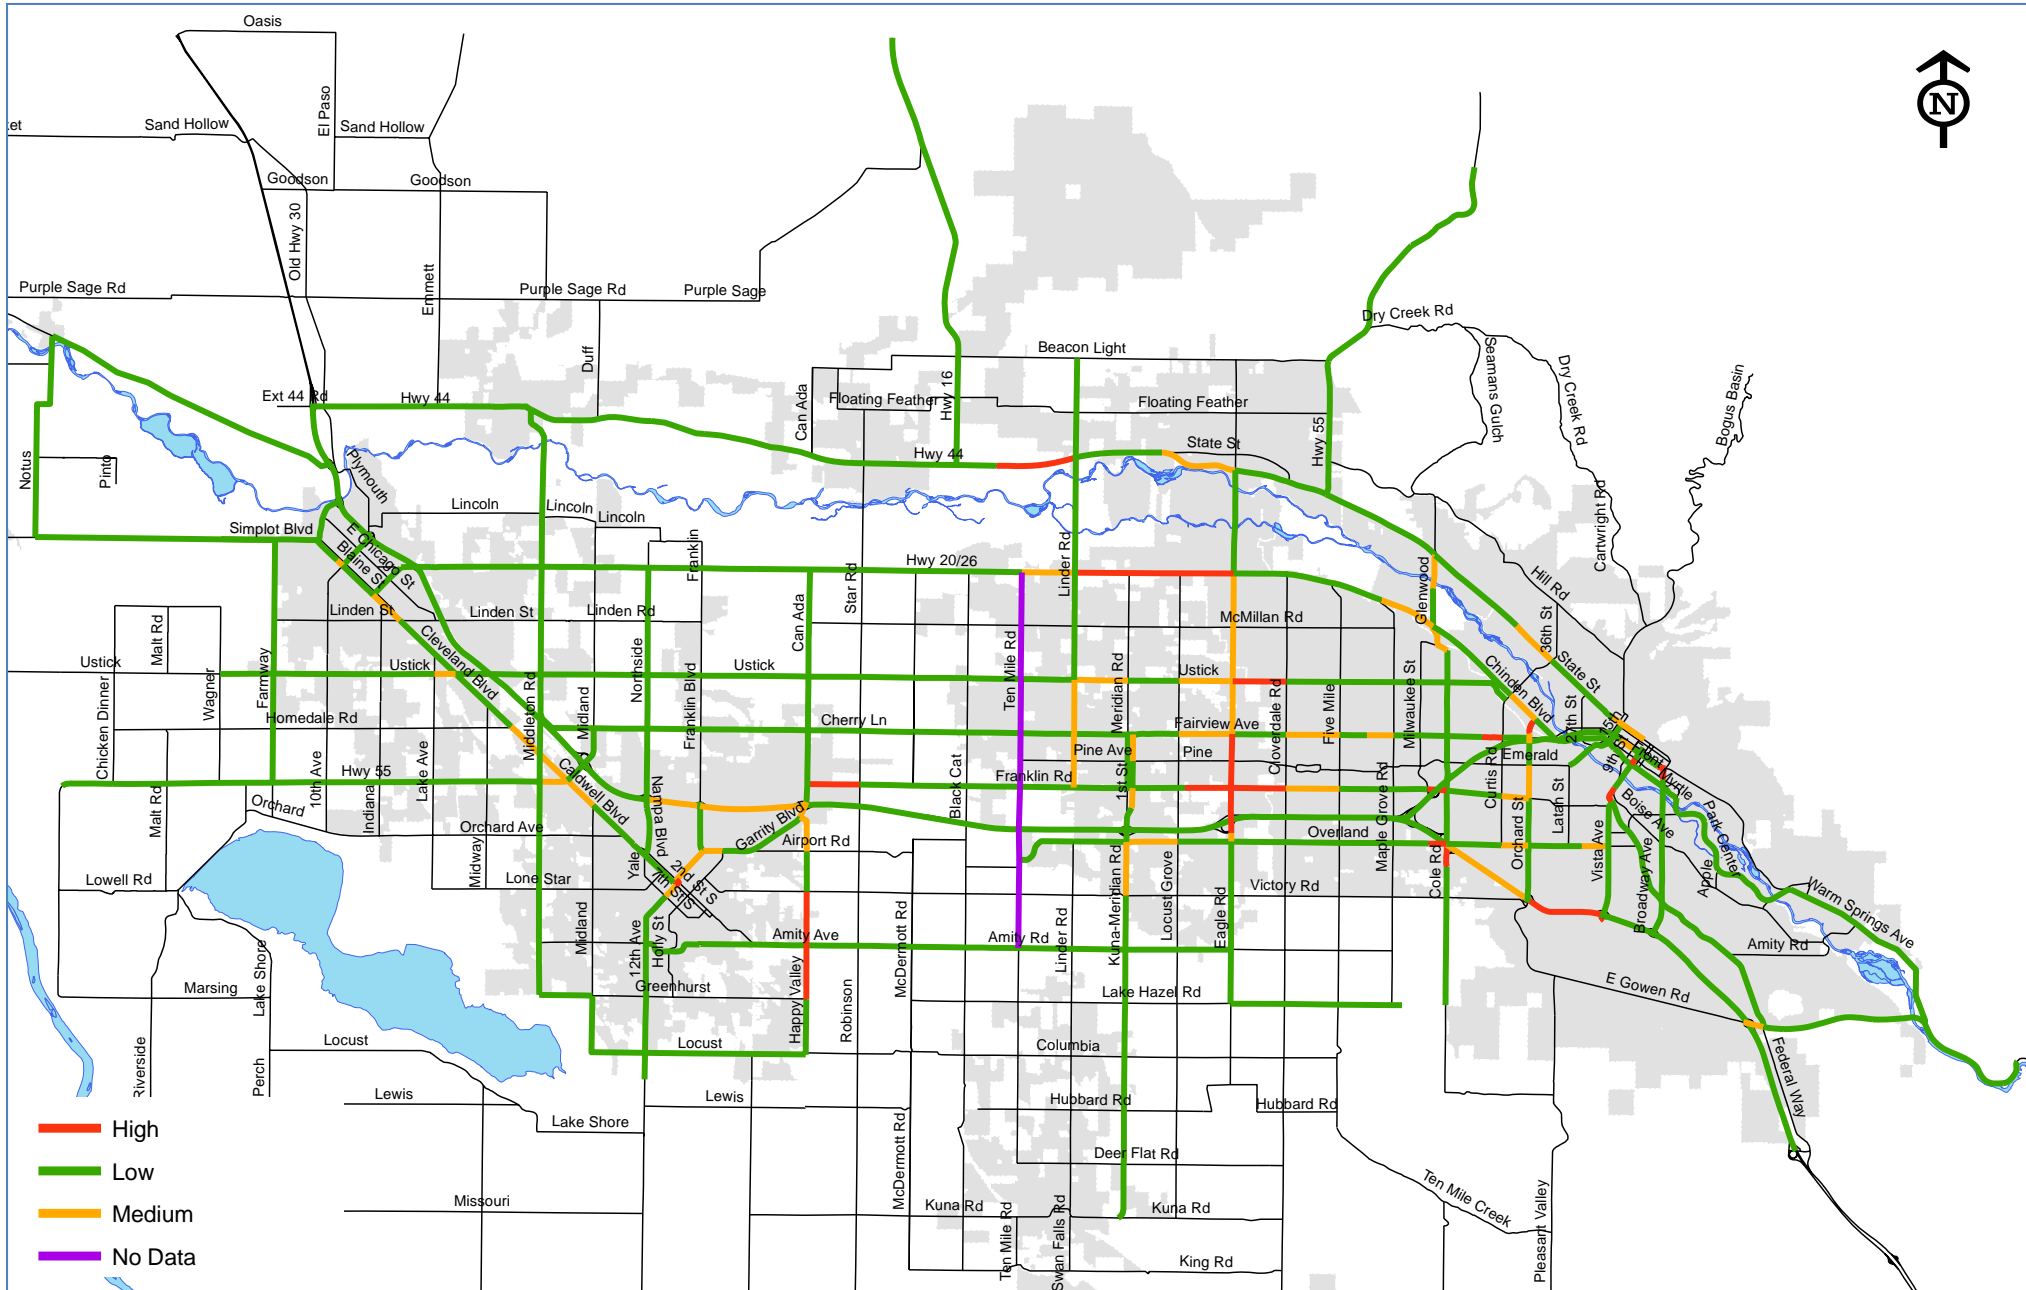 Oasis
N
El Paso
ket
Sand Hollow
Sand Hollow
Goodson
Goodson
Old Hwy 30
Emmett
Purple Sage Rd
Purple Sage Rd
Purple Sage
Dry Creek Rd
Seamans Gulch
Dry Creek Rd
Bogus Basin
Beacon Light
Duff
Can Ada
Hwy 16
Ext 44 Rd
Hwy 44
Floating Feather
Floating Feather
Hwy 55
State St
Hwy 44
Notus
Pinto
Plymouth
Cartwright Rd
Lincoln
Lincoln
Lincoln
Simplot Blvd
E Chicago St
Blaine St
Franklin
Star Rd
Hwy 20/26
Linder Rd
Glenwood
Hill Rd
Linden St
Linden St
Linden Rd
Can Ada
McMillan Rd
36th St
Malt Rd
Ustick
Wagner
Farmway
Ustick
Cleveland Blvd
Northside
Ustick
Ten Mile Rd
Meridian Rd
Ustick
Chinden Blvd
State St
Chicken Dinner
Homedale Rd
Middleton Rd
Midland
Franklin Blvd
Cherry Ln
Fairview Ave
Cloverdale Rd
Five Mile
Milwaukee St
27th St
15th
Hwy 55
10th Ave
Indiana
Lake Ave
Caldwell Blvd
Nampa Blvd
Black Cat
Franklin Rd
Pine Ave
Pine
1st St
Maple Grove Rd
Curtis Rd
Emerald
9th St
Fort
Front
Myrtle
Malt Rd
Orchard
Orchard Ave
Garrity Blvd
Airport Rd
Overland
Orchard St
Latah St
Boise Ave
Park Center
Lowell Rd
Midway
Lone Star
Yale
7th St S
2nd St S
Victory Rd
Kuna-Meridian Rd
Locust Grove
Eagle Rd
Cole Rd
Vista Ave
Broadway Ave
Apple
Warm Springs Ave
Midland
12th Ave
Holly St
Amity Ave
McDermott Rd
Amity Rd
Linder Rd
Amity Rd
Marsing
Lake Shore
Greenhurst
Happy Valley
Robinson
Lake Hazel Rd
E Gowen Rd
Riverside
Perch
Locust
Locust
Columbia
Federal Way
Lewis
Lake Shore
Lewis
McDermott Rd
Hubbard Rd
Hubbard Rd
Deer Flat Rd
Ten Mile Creek
Pleasant Valley
Missouri
Kuna Rd
Ten Mile Rd
Swan Falls Rd
Kuna Rd
King Rd
High
Low
Medium
No Data